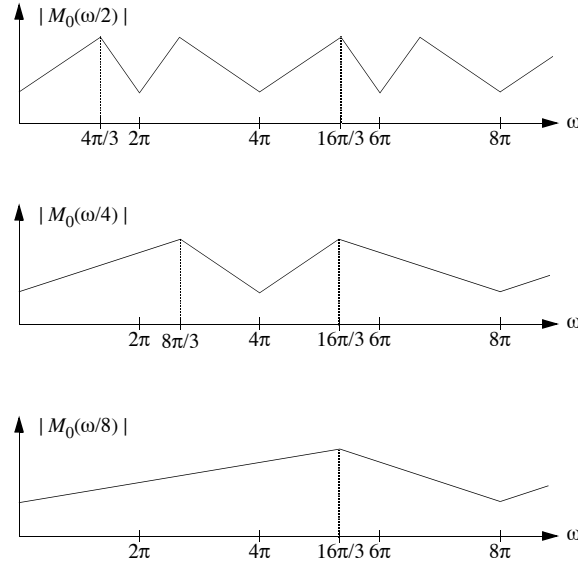 | M₀(ω/2) |
ω
4π/3 2π 4π 16π/3 6π 8π
| M₀(ω/4) |
ω
2π 8π/3 4π 16π/3 6π 8π
| M₀(ω/8) |
ω
2π 4π 16π/3 6π 8π